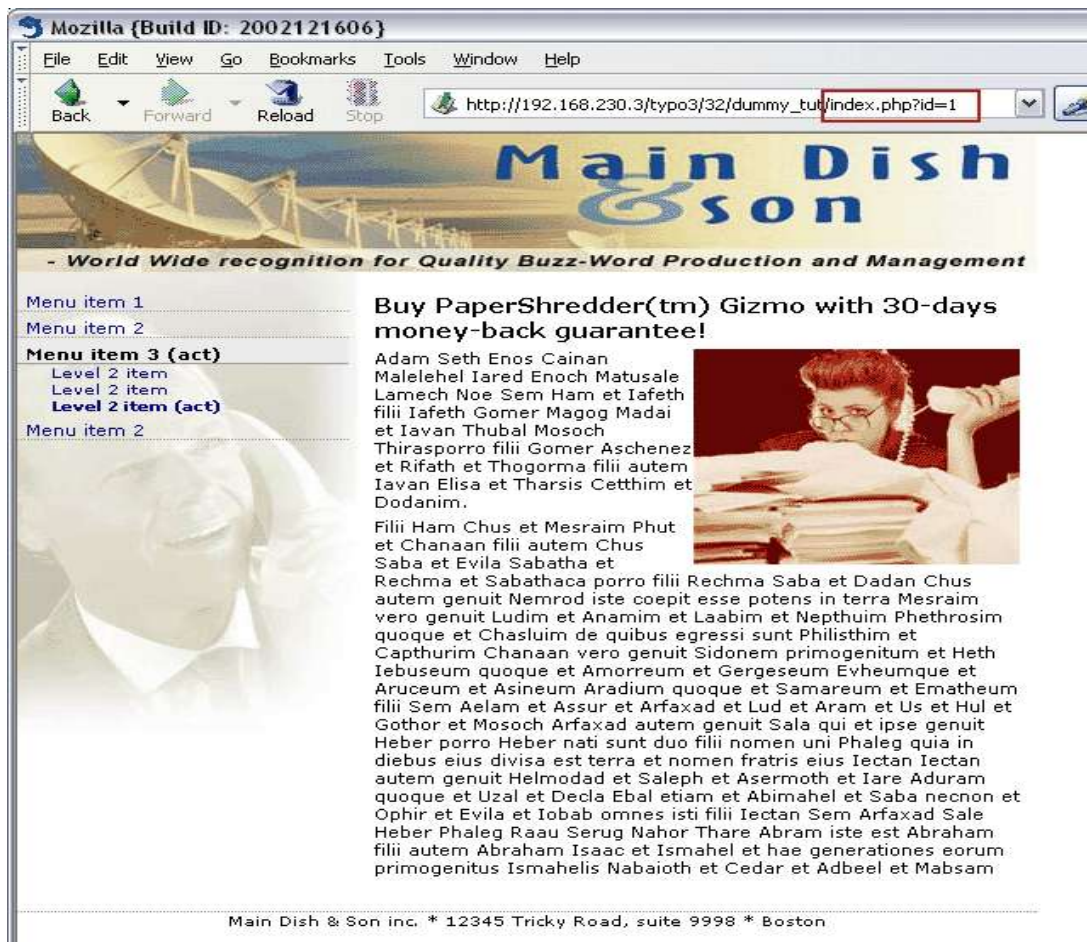 Mozilla {Build ID: 2002121606}
File Edit View Go Bookmarks Tools Window Help
Back Forward Reload Stop http://192.168.230.3/typo3/32/dummy_tut/index.php?id=1
Main Dish
& son
- World Wide recognition for Quality Buzz-Word Production and Management
Menu item 1
Menu item 2
Menu item 3 (act)
Level 2 item
Level 2 item
Level 2 item (act)
Menu item 2
Buy PaperShredder(tm) Gizmo with 30-days
money-back guarantee!
Adam Seth Enos Cainan
Malelehel Iared Enoch Matusale
Lamech Noe Sem Ham et Iafeth
filii Iafeth Gomer Magog Madai
et Iavan Thubal Mosoch
Thirasporro filii Gomer Aschenez
et Rifath et Thogorma filii autem
Iavan Elisa et Tharsis Cetthim et
Dodanim.
Filii Ham Chus et Mesraim Phut
et Chanaan filii autem Chus
Saba et Evila Sabatha et
Rechma et Sabathaca porro filii Rechma Saba et Dadan Chus
autem genuit Nemrod iste coepit esse potens in terra Mesraim
vero genuit Ludim et Anamim et Laabim et Nepthuim Phethrosim
quoque et Chasluim de quibus egressi sunt Philisthim et
Capthurim Chanaan vero genuit Sidonem primogenitum et Heth
Iebuseum quoque et Amorreum et Gergeseum Evheumque et
Aruceum et Asineum Aradium quoque et Samareum et Ematheum
filii Sem Aelam et Assur et Arfaxad et Lud et Aram et Us et Hul et
Gothor et Mosoch Arfaxad autem genuit Sala qui et ipse genuit
Heber porro Heber nati sunt duo filii nomen uni Phaleg quia in
diebus eius divisa est terra et nomen fratris eius Iectan Iectan
autem genuit Helmodad et Saleph et Asermoth et Iare Aduram
quoque et Uzal et Decla Ebal etiam et Abimahel et Saba necnon et
Ophir et Evila et Iobab omnes isti filii Iectan Sem Arfaxad Sale
Heber Phaleg Raau Serug Nahor Thare Abram iste est Abraham
filii autem Abraham Isaac et Ismahel et hae generationes eorum
primogenitus Ismahelis Nabaioth et Cedar et Adbeel et Mabsam
Main Dish & Son inc. * 12345 Tricky Road, suite 9998 * Boston